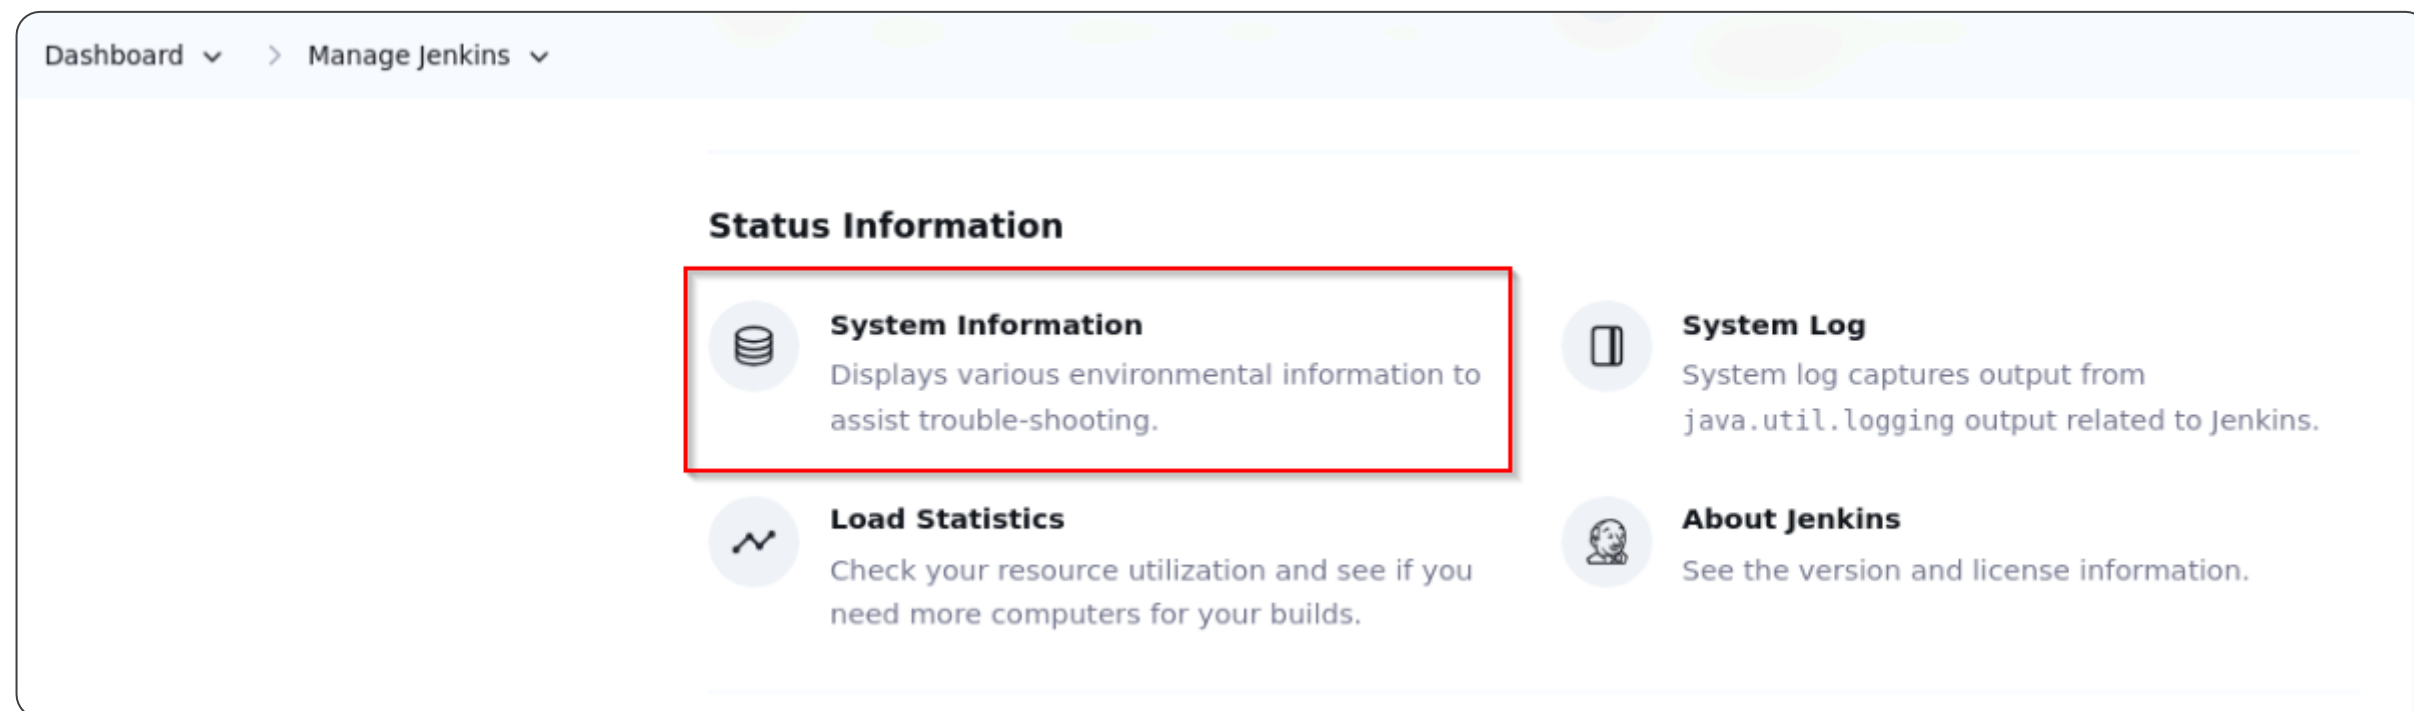 Dashboard
Manage Jenkins
Status Information
System Information
Displays various environmental information to
assist trouble-shooting.
System Log
System log captures output from
java.util.logging output related to Jenkins.
Load Statistics
Check your resource utilization and see if you
need more computers for your builds.
About Jenkins
See the version and license information.